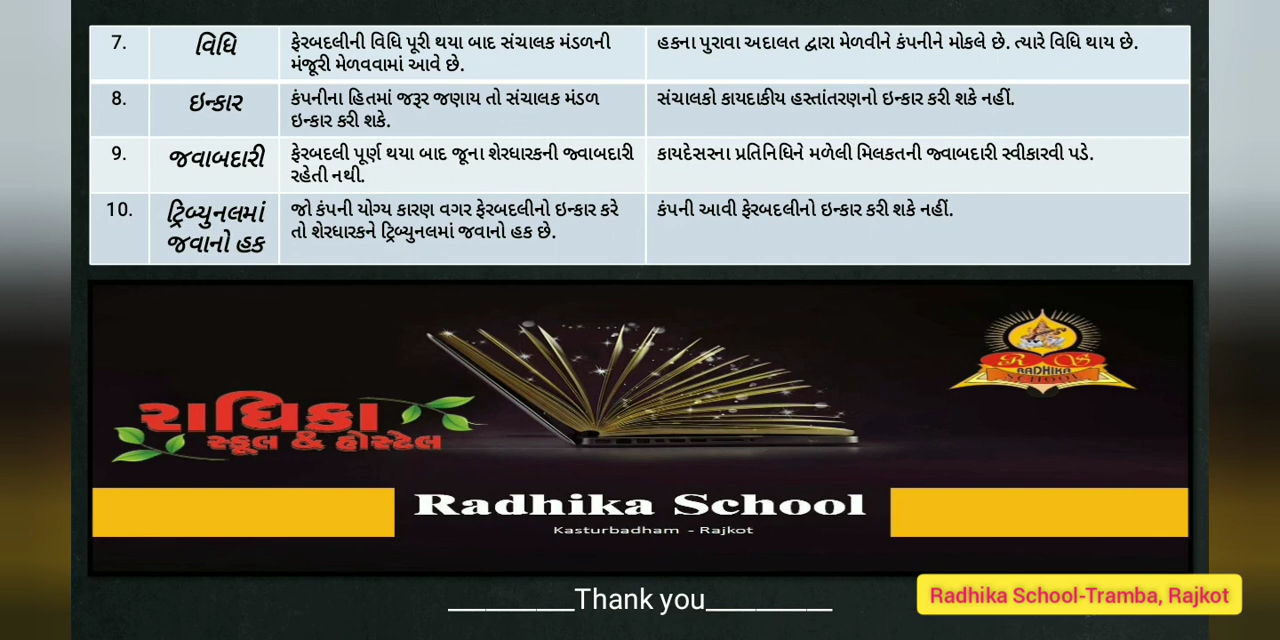 7. વિધિ ફેરબદલીની વિધિ પૂરી થયા બાદ સંચાલક મંડળની
મંજૂરી મેળવવામાં આવે છે.
હકના પુરાવા અદાલત દ્વારા મેળવીને કંપનીને મોકલે છે. ત્યારે વિધિ થાય છે.
8. ઇન્કાર કંપનીના હિતમાં જરૂર જણાય તો સંચાલક મંડળ
ઇન્કાર કરી શકે.
સંચાલકો કાયદાકીય હસ્તાંતરણનો ઇન્કાર કરી શકે નહીં.
9. જવાબદારી ફેરબદલી પૂર્ણ થયા બાદ જૂના શેરધારકની જ્વાબદારી
રહેતી નથી.
કાયદેસરના પ્રતિનિધિને મળેલી મિલકતની જ્વાબદારી સ્વીકારવી પડે.
10. ટ્રિબ્યુનલમાં
જવાનો હક
જો કંપની યોગ્ય કારણ વગર ફેરબદલીનો ઇન્કાર કરે
તો શેરધારકને ટ્રિબ્યુનલમાં જવાનો હક છે.
કંપની આવી ફેરબદલીનો ઇન્કાર કરી શકે નહીં.
રાધિકા
સ્કૂલ & હોસ્ટેલ
R S
RADHIKA
SCHOOL
Radhika School
Kasturbadham - Rajkot
__________Thank you__________
Radhika School-Tramba, Rajkot